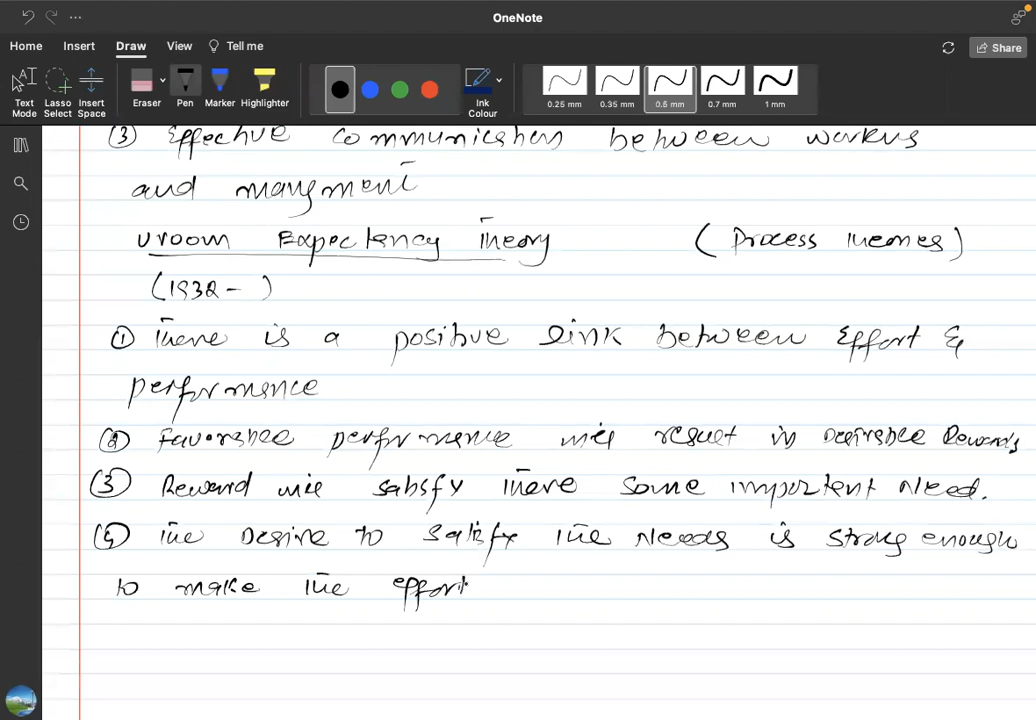 OneNote
Home Insert Draw View Tell me
Share
Text Mode
Lasso Select
Insert Space
Eraser
Pen
Marker
Highlighter
Ink Colour
0.25 mm
0.35 mm
0.5 mm
0.7 mm
1 mm
(3) Effective communication between workers
and mangment
Vroom Expectency Theory (Process Theories)
(1932 - )
(1) There is a positive link between Effort &
performance
(2) Favorable performance will result in Desirable Rewards
(3) Reward will satisfy there some important Need.
(4) The Desire to satisfy the Needs is strong enough
to make the effort